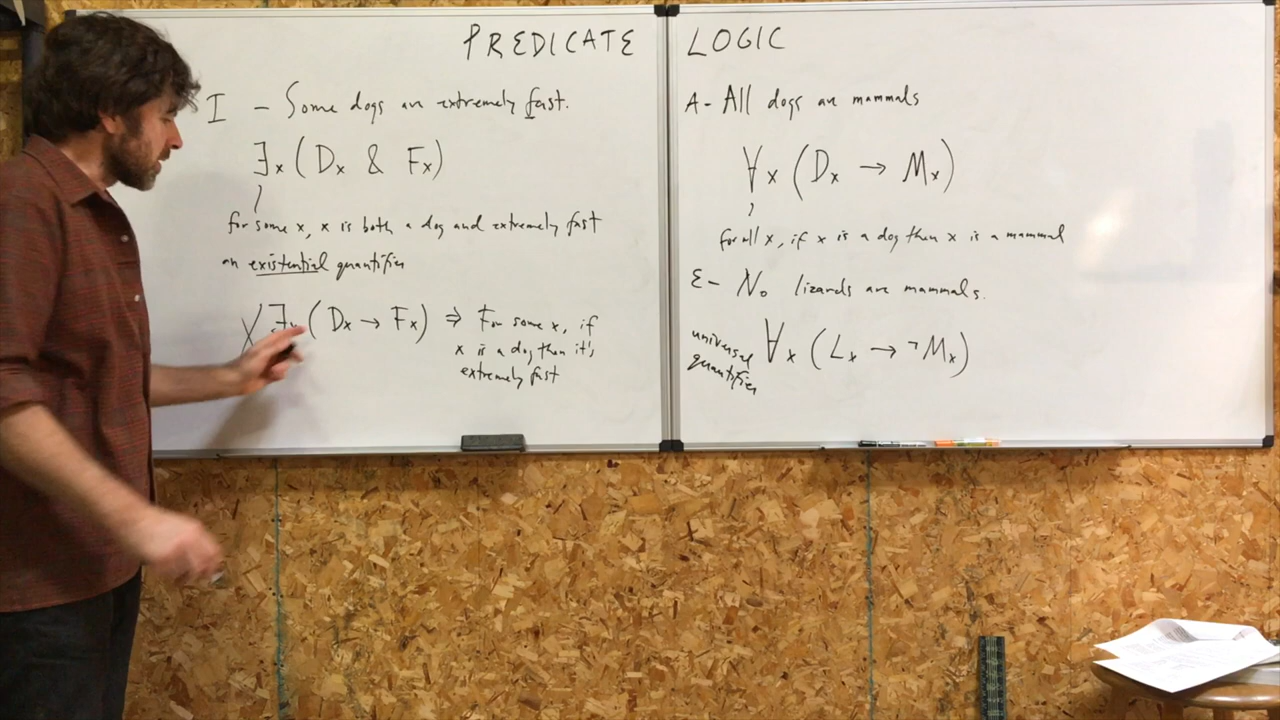 PREDICATE LOGIC
I - Some dogs are extremely fast.
∃x (Dx & Fx)
for some x, x is both a dog and extremely fast
an existential quantifier
X ∃x (Dx → Fx) ⇒ For some x, if
x is a dog then it's
extremely fast
A - All dogs are mammals
∀x (Dx → Mx)
for all x, if x is a dog then x is a mammal
E - No lizards are mammals.
∀x (Lx → ¬Mx)
universal
quantifier